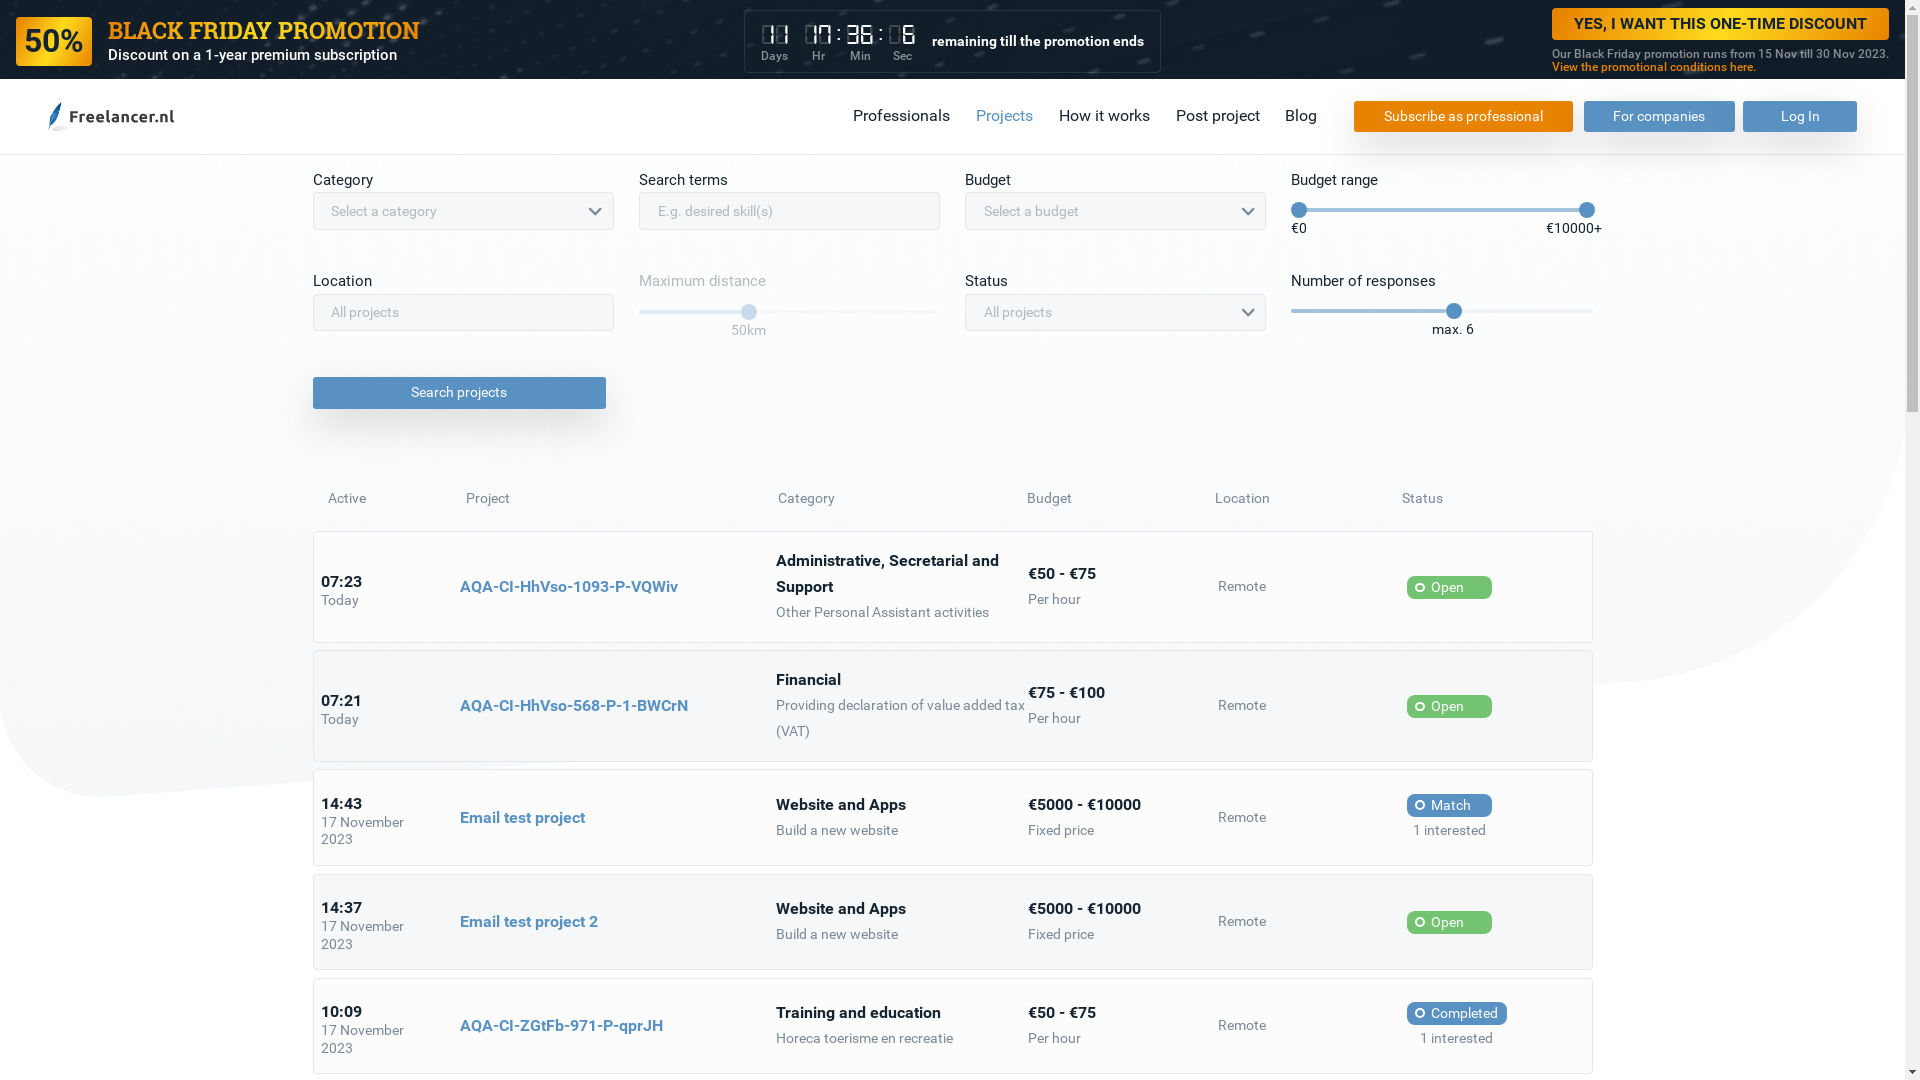 50%
BLACK FRIDAY PROMOTION
Discount on a 1-year premium subscription
11 17 : 36 : 6
Days Hr Min Sec
remaining till the promotion ends
YES, I WANT THIS ONE-TIME DISCOUNT
Our Black Friday promotion runs from 15 Nov till 30 Nov 2023.
View the promotional conditions here.
Freelancer.nl
Professionals Projects How it works Post project Blog Subscribe as professional For companies Log In
Category Search terms Budget Budget range
Select a category E.g. desired skill(s) Select a budget
€0 €10000+
Location Maximum distance Status Number of responses
All projects All projects
50km max. 6
Search projects
Active Project Category Budget Location Status
07:23
Today
AQA-CI-HhVso-1093-P-VQWiv
Administrative, Secretarial and
Support
Other Personal Assistant activities
€50 - €75
Per hour
Remote
Open
07:21
Today
AQA-CI-HhVso-568-P-1-BWCrN
Financial
Providing declaration of value added tax
(VAT)
€75 - €100
Per hour
Remote
Open
14:43
17 November
2023
Email test project
Website and Apps
Build a new website
€5000 - €10000
Fixed price
Remote
Match
1 interested
14:37
17 November
2023
Email test project 2
Website and Apps
Build a new website
€5000 - €10000
Fixed price
Remote
Open
10:09
17 November
2023
AQA-CI-ZGtFb-971-P-qprJH
Training and education
Horeca toerisme en recreatie
€50 - €75
Per hour
Remote
Completed
1 interested